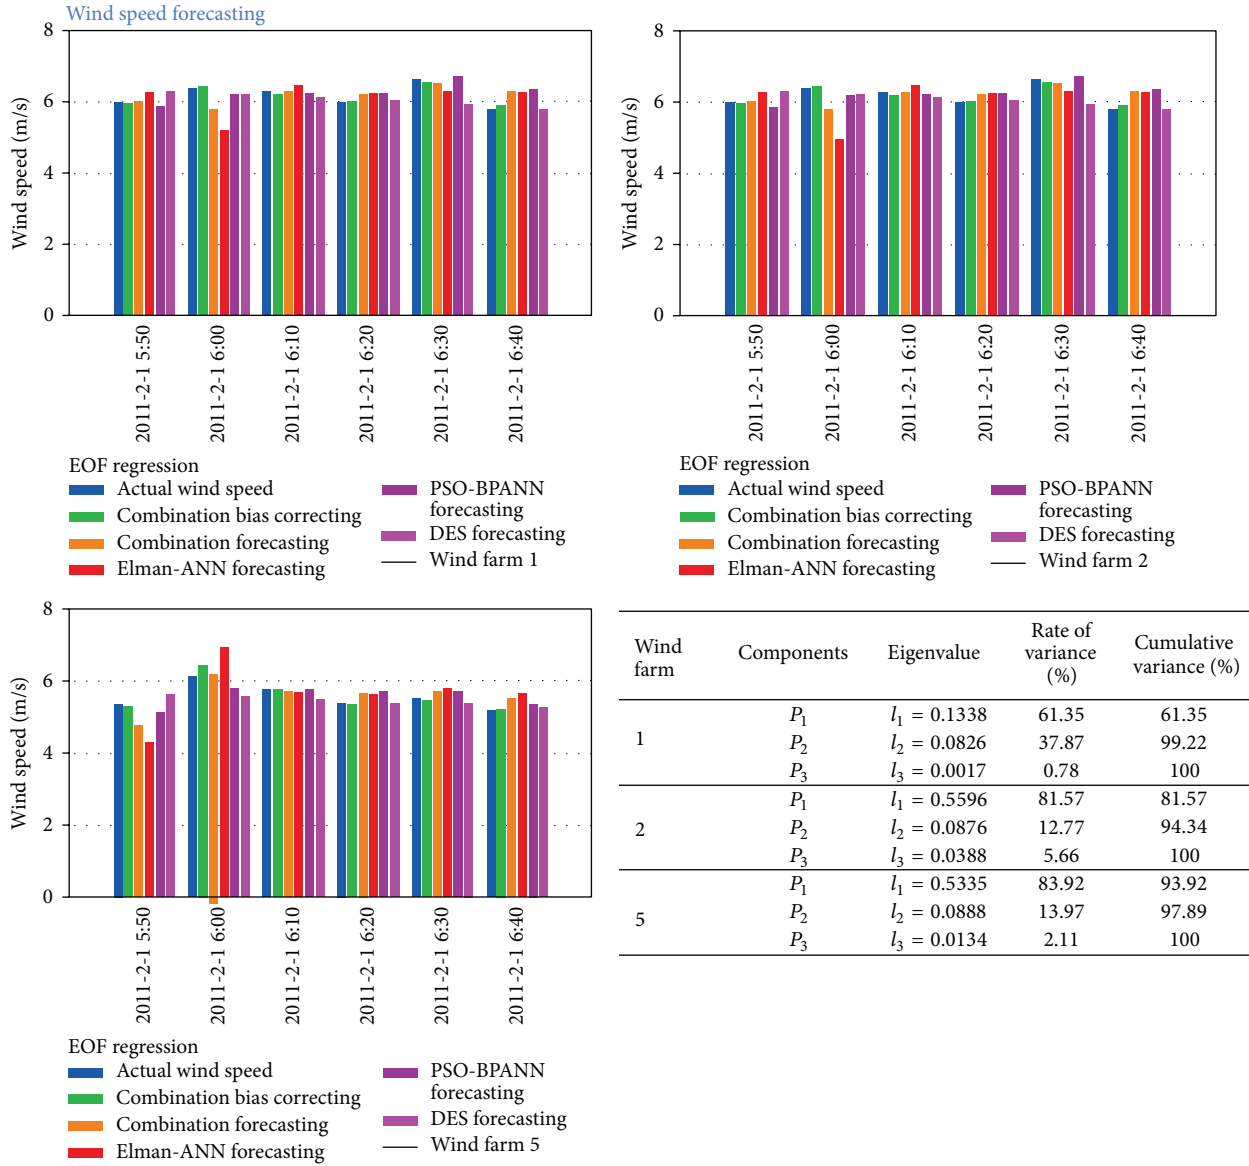 Wind speed forecasting
8
6
4
2
0
Wind speed (m/s)
2011-2-1 5:50
2011-2-1 6:00
2011-2-1 6:10
2011-2-1 6:20
2011-2-1 6:30
2011-2-1 6:40
EOF regression
Actual wind speed
Combination bias correcting
Combination forecasting
Elman-ANN forecasting
PSO-BPANN
forecasting
DES forecasting
Wind farm 1
8
6
4
2
0
Wind speed (m/s)
2011-2-1 5:50
2011-2-1 6:00
2011-2-1 6:10
2011-2-1 6:20
2011-2-1 6:30
2011-2-1 6:40
EOF regression
Actual wind speed
Combination bias correcting
Combination forecasting
Elman-ANN forecasting
PSO-BPANN
forecasting
DES forecasting
Wind farm 2
8
6
4
2
0
Wind speed (m/s)
2011-2-1 5:50
2011-2-1 6:00
2011-2-1 6:10
2011-2-1 6:20
2011-2-1 6:30
2011-2-1 6:40
EOF regression
Actual wind speed
Combination bias correcting
Combination forecasting
Elman-ANN forecasting
PSO-BPANN
forecasting
DES forecasting
Wind farm 5
Wind farm Components Eigenvalue Rate of variance (%) Cumulative variance (%)
1 P1 l1 = 0.1338 61.35 61.35
P2 l2 = 0.0826 37.87 99.22
P3 l3 = 0.0017 0.78 100
2 P1 l1 = 0.5596 81.57 81.57
P2 l2 = 0.0876 12.77 94.34
P3 l3 = 0.0388 5.66 100
5 P1 l1 = 0.5335 83.92 93.92
P2 l2 = 0.0888 13.97 97.89
P3 l3 = 0.0134 2.11 100